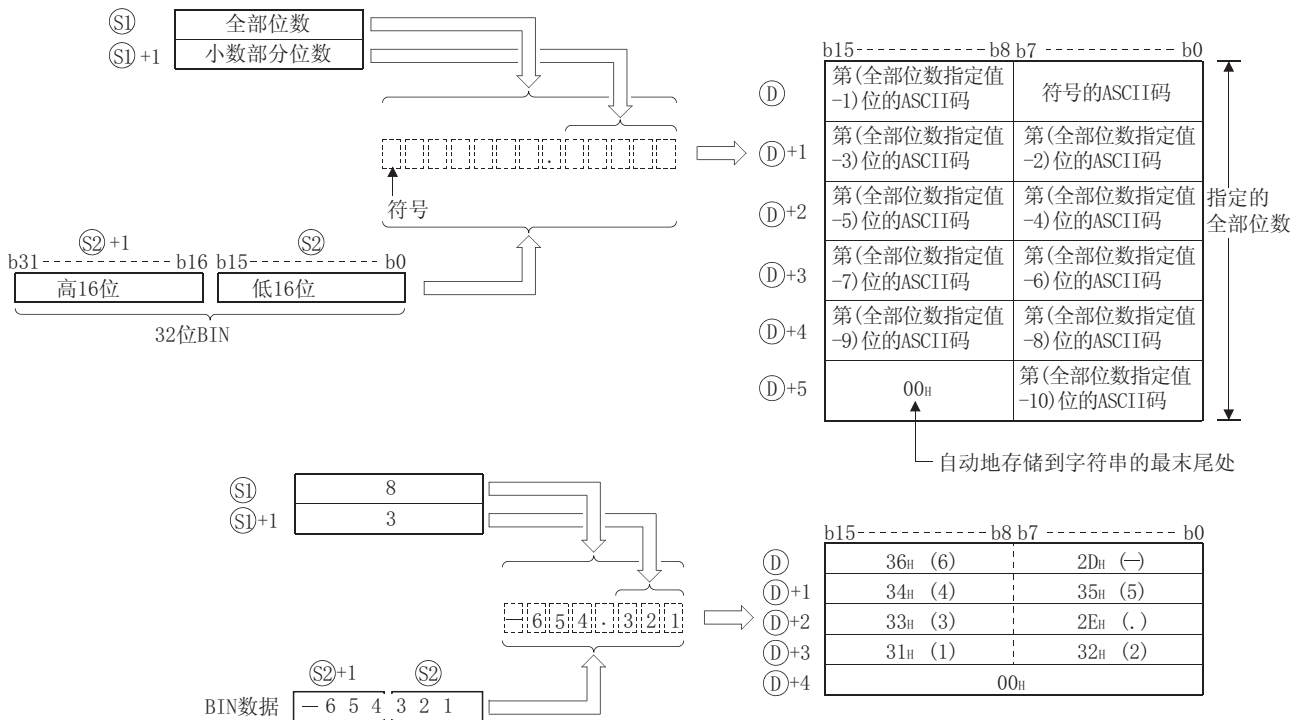 S1 全部位数
S1 +1 小数部分位数
符号
S2 +1 S2
b31 b16 b15 b0
高16位 低16位
32位BIN
b15 b8 b7 b0
D 第(全部位数指定值-1)位的ASCII码 符号的ASCII码
D+1 第(全部位数指定值-3)位的ASCII码 第(全部位数指定值-2)位的ASCII码
D+2 第(全部位数指定值-5)位的ASCII码 第(全部位数指定值-4)位的ASCII码
D+3 第(全部位数指定值-7)位的ASCII码 第(全部位数指定值-6)位的ASCII码
D+4 第(全部位数指定值-9)位的ASCII码 第(全部位数指定值-8)位的ASCII码
D+5 00H 第(全部位数指定值-10)位的ASCII码
指定的
全部位数
自动地存储到字符串的最末尾处
S1 8
S1+1 3
-654.321
S2+1 S2
BIN数据 -654321
b15 b8 b7 b0
D 36H (6) 2DH (-)
D+1 34H (4) 35H (5)
D+2 33H (3) 2EH (.)
D+3 31H (1) 32H (2)
D+4 00H